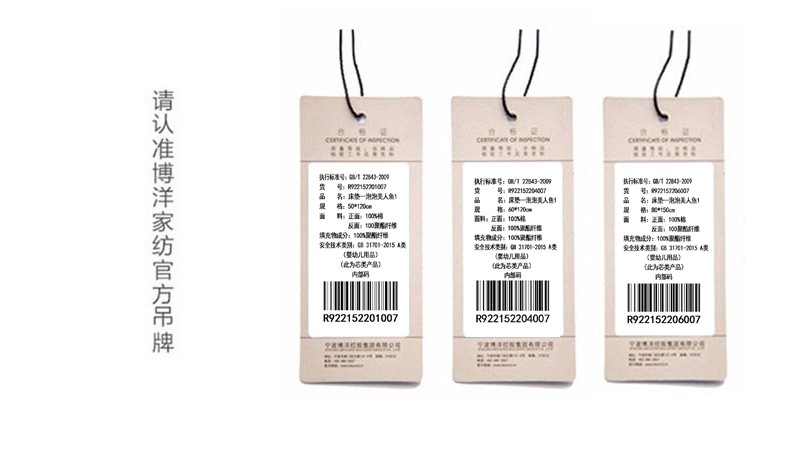 请认准博洋家纺官方吊牌
合 格 证
CERTIFICATE OF INSPECTION
执行标准号: GB/T 22843-2009
货 号: R922152201007
品 名: 床垫一泡泡美人鱼1
规 格: 50*120cm
面 料: 正面: 100%棉
反面: 100聚酯纤维
填充物成分: 100%聚酯纤维
安全技术类别: GB 31701-2015 A类
(婴幼儿用品)
(此为芯类产品)
内部码
R922152201007
宁波博洋控股集团有限公司
合 格 证
CERTIFICATE OF INSPECTION
执行标准号: GB/T 22843-2009
货 号: R922152204007
品 名: 床垫一泡泡美人鱼1
规 格: 60*120cm
面料: 正面: 100%棉
反面: 100聚酯纤维
填充物成分: 100%聚酯纤维
安全技术类别: GB 31701-2015 A类
(婴幼儿用品)
(此为芯类产品)
内部码
R922152204007
宁波博洋控股集团有限公司
合 格 证
CERTIFICATE OF INSPECTION
执行标准号: GB/T 22843-2009
货 号: R922152206007
品 名: 床垫一泡泡美人鱼1
规 格: 80*150cm
面 料: 正面: 100%棉
反面: 100聚酯纤维
填充物成分: 100%聚酯纤维
安全技术类别: GB 31701-2015 A类
(婴幼儿用品)
(此为芯类产品)
内部码
R922152206007
宁波博洋控股集团有限公司